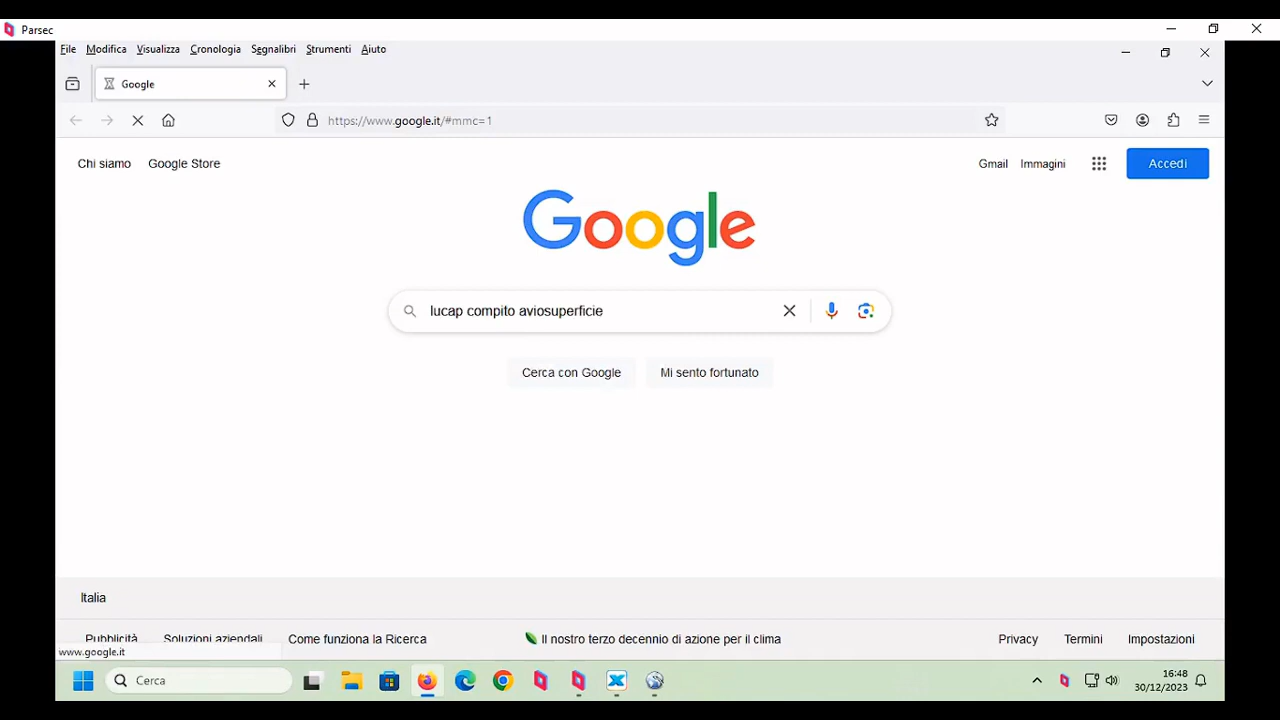 Parsec
File Modifica Visualizza Cronologia Segnalibri Strumenti Aiuto
Google
https://www.google.it/#mmc=1
Chi siamo Google Store Gmail Immagini Accedi
Google
lucap compito aviosuperficie
Cerca con Google Mi sento fortunato
Italia
Pubblicità Soluzioni aziendali Come funziona la Ricerca Il nostro terzo decennio di azione per il clima Privacy Termini Impostazioni
www.google.it
Cerca 16:48
30/12/2023